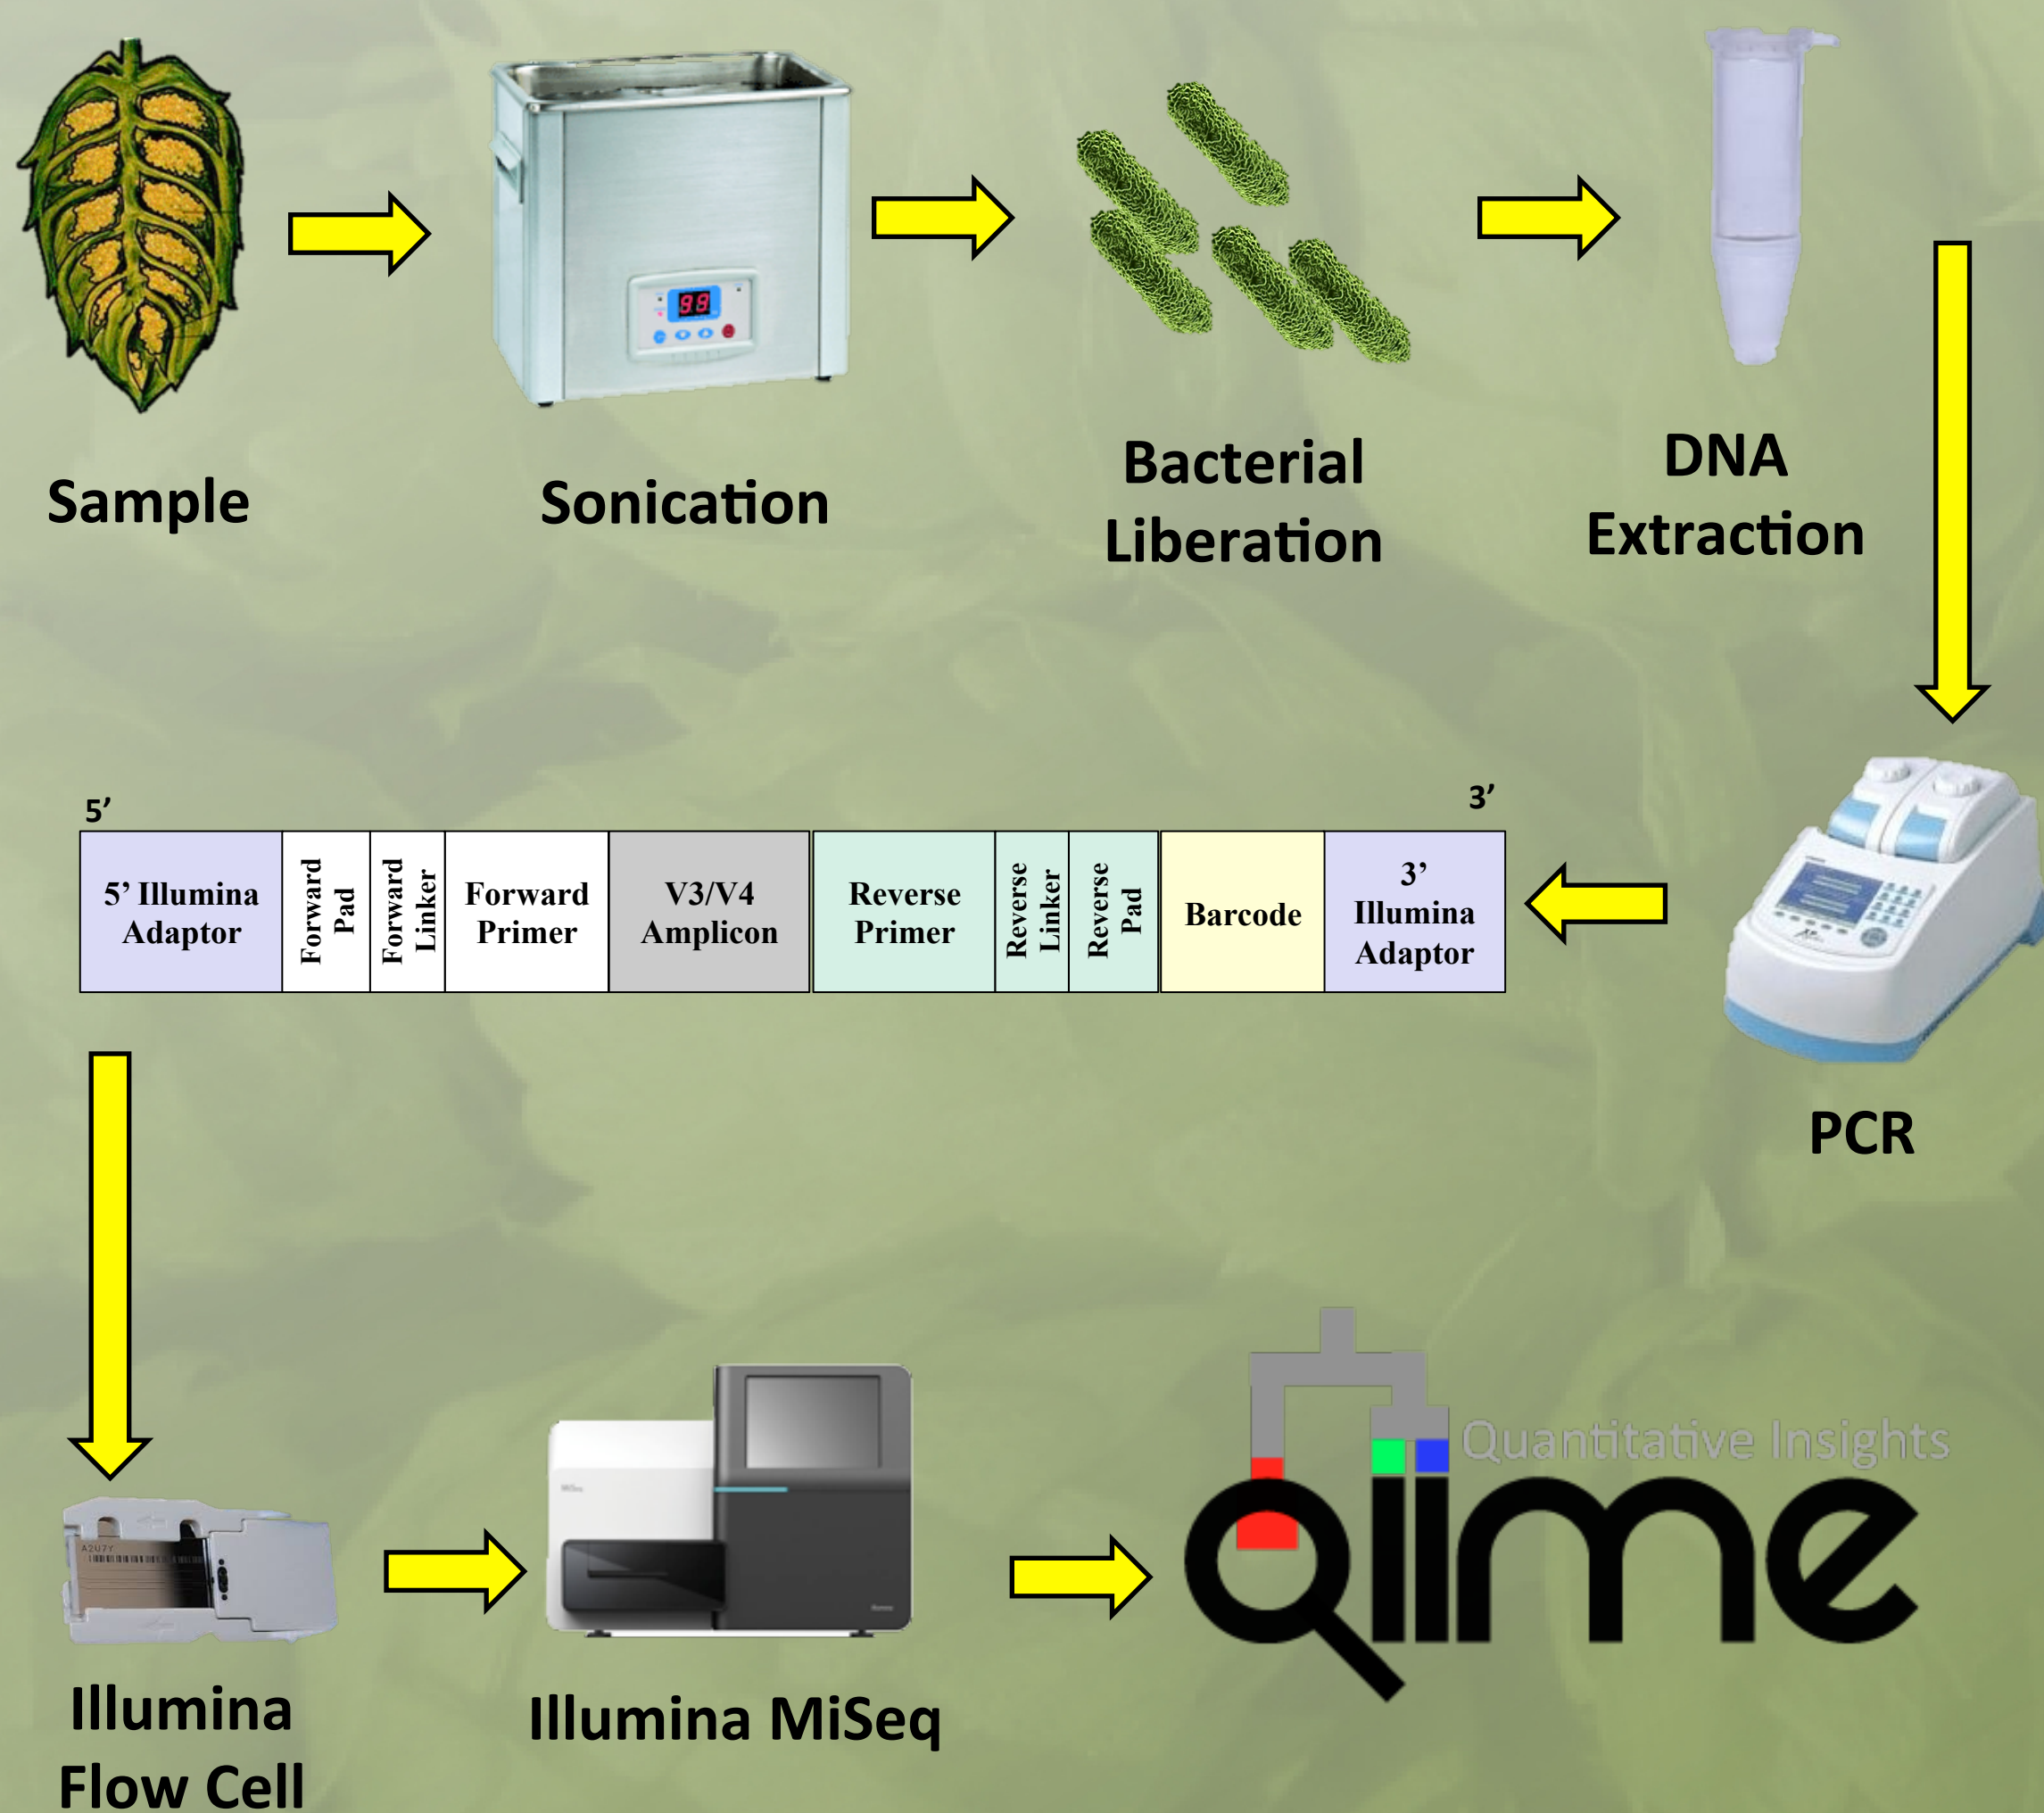 Sample
Sonication
Bacterial
Liberation
DNA
Extraction
5’
3’
5’ Illumina
Adaptor
Forward
Pad
Forward
Linker
Forward
Primer
V3/V4
Amplicon
Reverse
Primer
Reverse
Linker
Reverse
Pad
Barcode
3’
Illumina
Adaptor
PCR
A2U7Y
MiSeq
Quantitative Insights
Qiime
Illumina
Flow Cell
Illumina MiSeq